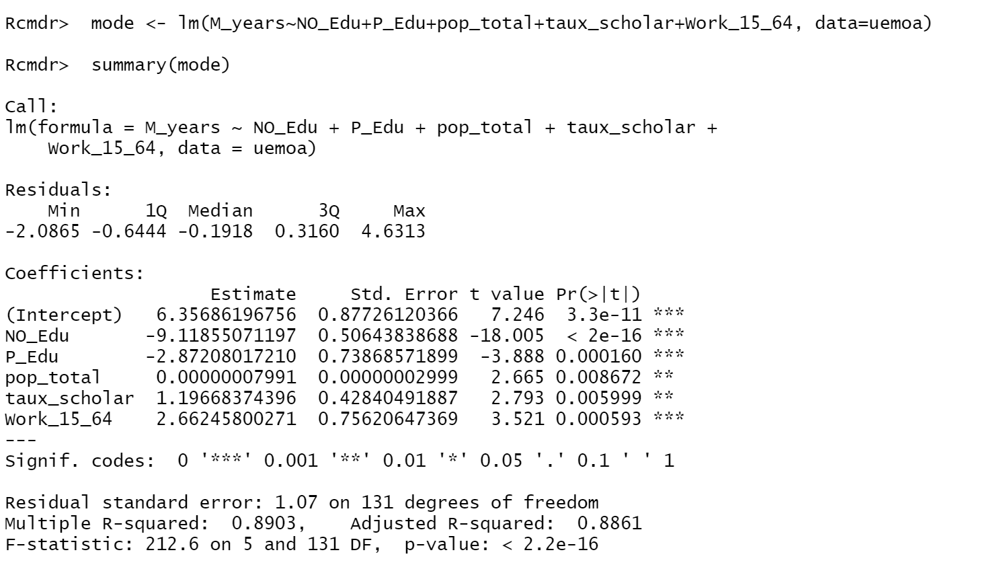 Rcmdr>  mode <- lm(M_years~NO_Edu+P_Edu+pop_total+taux_scholar+Work_15_64, data=uemoa)
Rcmdr>  summary(mode)
Call:
lm(formula = M_years ~ NO_Edu + P_Edu + pop_total + taux_scholar +
    Work_15_64, data = uemoa)
Residuals:
    Min      1Q  Median      3Q     Max
-2.0865 -0.6444 -0.1918  0.3160  4.6313
Coefficients:
                   Estimate     Std. Error t value Pr(>|t|)
(Intercept)   6.35686196756  0.87726120366   7.246  3.3e-11 ***
NO_Edu       -9.11855071197  0.50643838688 -18.005  < 2e-16 ***
P_Edu        -2.87208017210  0.73868571899  -3.888 0.000160 ***
pop_total     0.00000007991  0.00000002999   2.665 0.008672 **
taux_scholar  1.19668374396  0.42840491887   2.793 0.005999 **
Work_15_64    2.66245800271  0.75620647369   3.521 0.000593 ***
---
Signif. codes:  0 '***' 0.001 '**' 0.01 '*' 0.05 '.' 0.1 ' ' 1
Residual standard error: 1.07 on 131 degrees of freedom
Multiple R-squared:  0.8903,    Adjusted R-squared:  0.8861
F-statistic: 212.6 on 5 and 131 DF,  p-value: < 2.2e-16